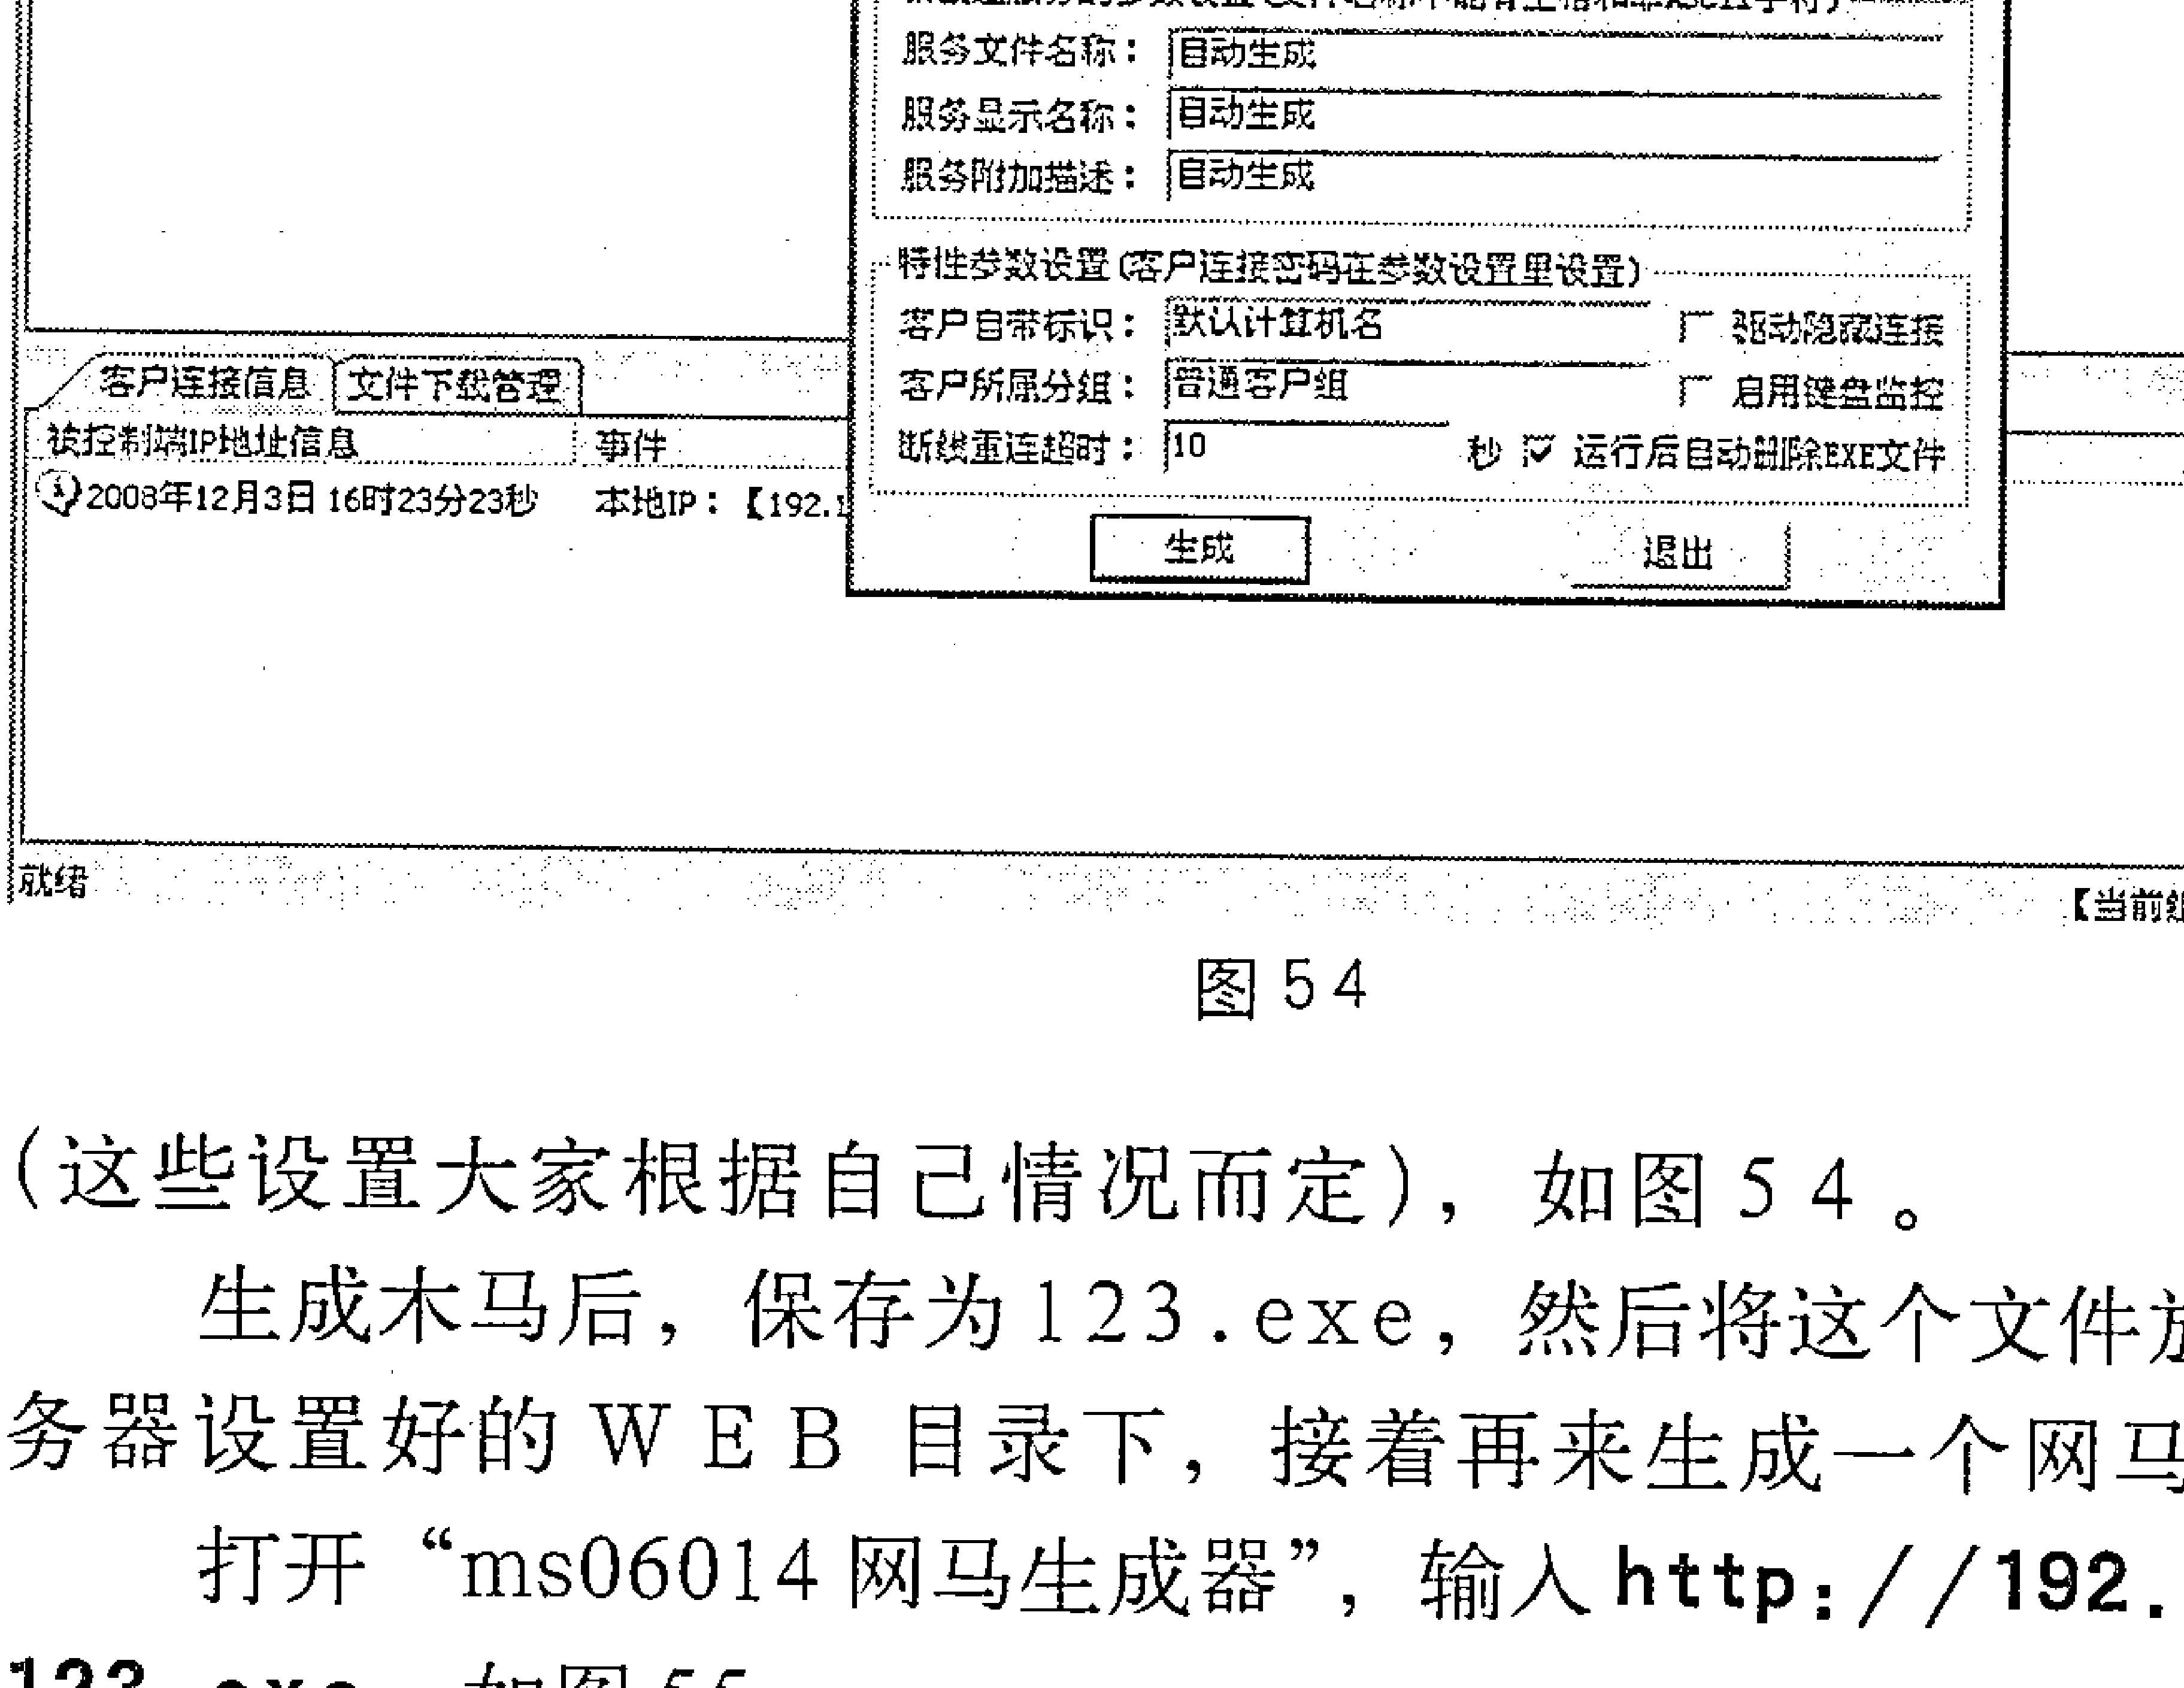 服务文件名称： 自动生成
服务显示名称： 自动生成
服务附加描述： 自动生成
特性参数设置(客户连接密码在参数设置里设置)
客户自带标识： 默认计算机名 驱动隐藏连接
客户所属分组： 普通客户组 启用键盘监控
断线重连超时： 10 秒 运行后自动删除EXE文件
生成 退出
客户连接信息 文件下载管理
被控制端IP地址信息 事件
2008年12月3日 16时23分23秒 本地IP：【192.1
就绪 【当前
图54
(这些设置大家根据自己情况而定)，如图54。
生成木马后，保存为123.exe，然后将这个文件
务器设置好的WEB目录下，接着再来生成一个网马
打开“ms06014网马生成器”，输入http://192.
123.exe 如图55